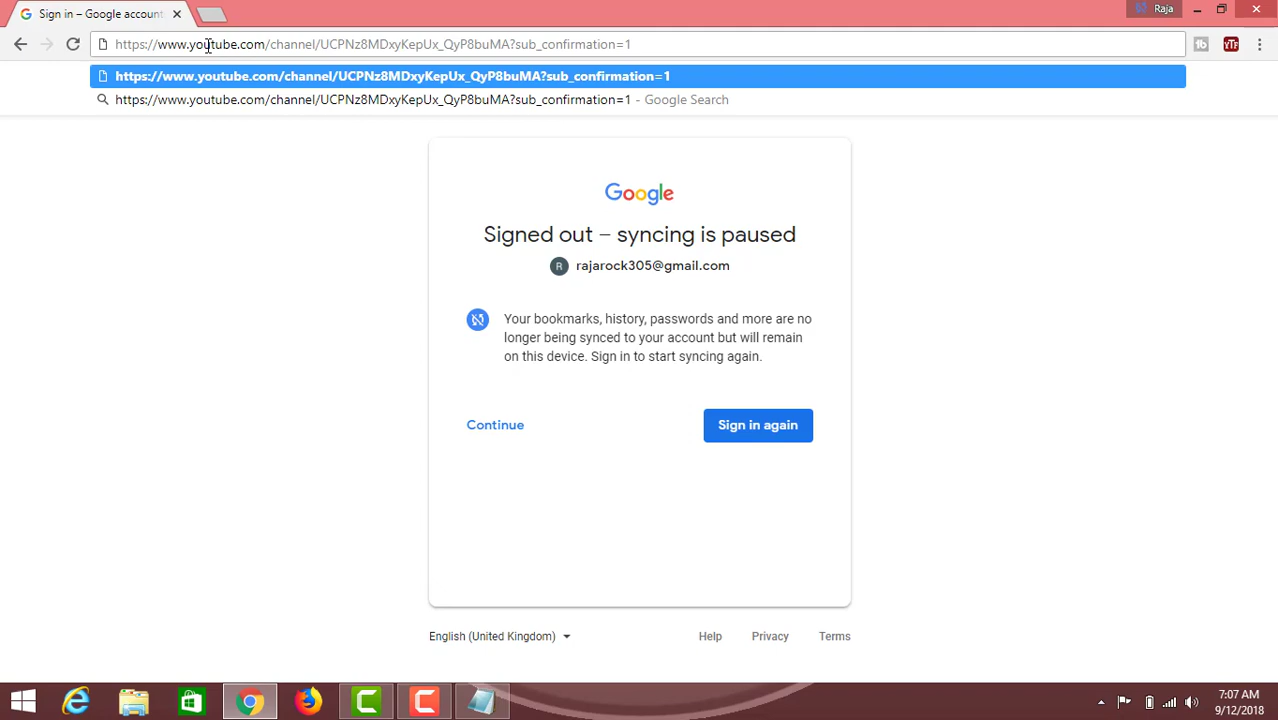 Sign in – Google account
Raja
https://www.youtube.com/channel/UCPNz8MDxyKepUx_QyP8buMA?sub_confirmation=1
https://www.youtube.com/channel/UCPNz8MDxyKepUx_QyP8buMA?sub_confirmation=1
https://www.youtube.com/channel/UCPNz8MDxyKepUx_QyP8buMA?sub_confirmation=1 - Google Search
Google
Signed out – syncing is paused
R rajarock305@gmail.com
Your bookmarks, history, passwords and more are no
longer being synced to your account but will remain
on this device. Sign in to start syncing again.
Continue Sign in again
English (United Kingdom) Help Privacy Terms
7:07 AM
9/12/2018